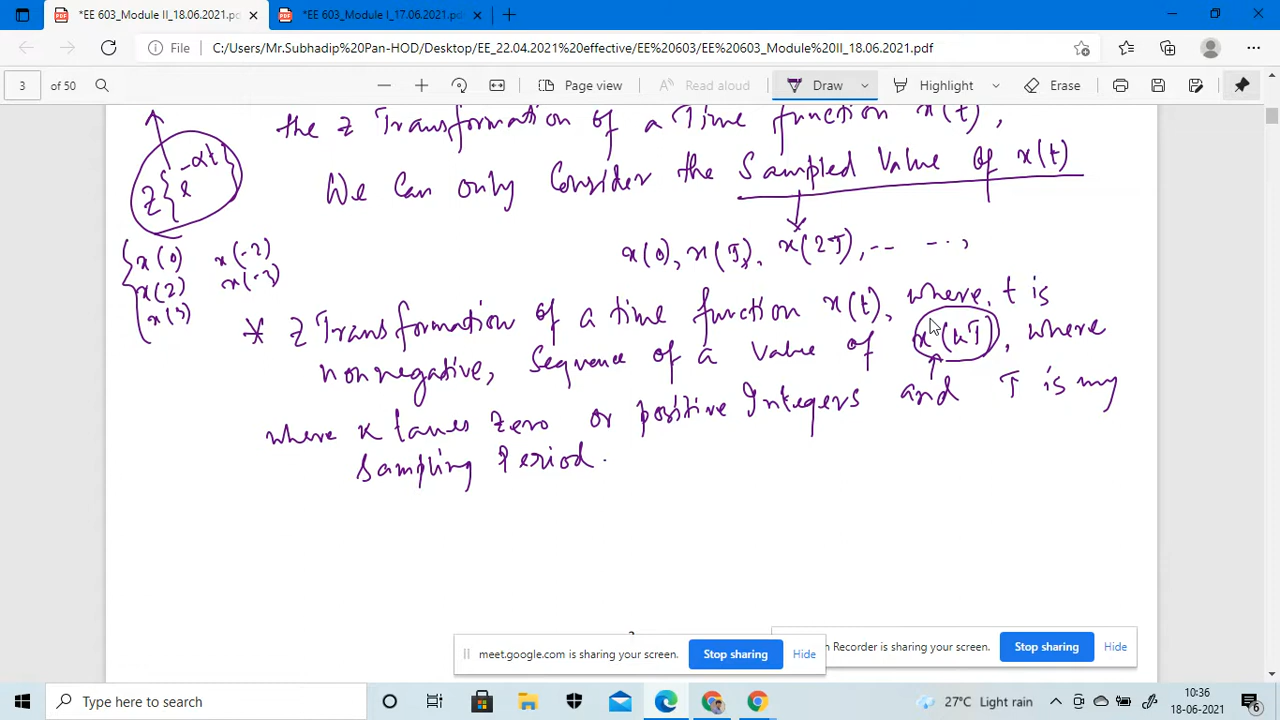 *EE 603_Module II_18.06.2021.pd
*EE 603_Module I_17.06.2021.pdf
File C:/Users/Mr.Subhadip%20Pan-HOD/Desktop/EE_22.04.2021%20effective/EE%20603/EE%20603_Module%20II_18.06.2021.pdf
3 of 50 Page view Read aloud Draw Highlight Erase
the Z Transformation of a Time function x(t),
We Can only Consider the Sampled Value of x(t)
Z{e^-αt}
x(0), x(T), x(2T), -- - --,
x(0) x(-2)
x(2) x(-3)
x(3)
* Z Transformation of a time function x(t), where, t is
nonnegative, Sequence of a value of x(kT), where
where k takes Zero or positive Integers and T is my
Sampling Period.
meet.google.com is sharing your screen. Stop sharing Hide
n Recorder is sharing your screen. Stop sharing Hide
Type here to search
27°C Light rain
10:36
18-06-2021
6